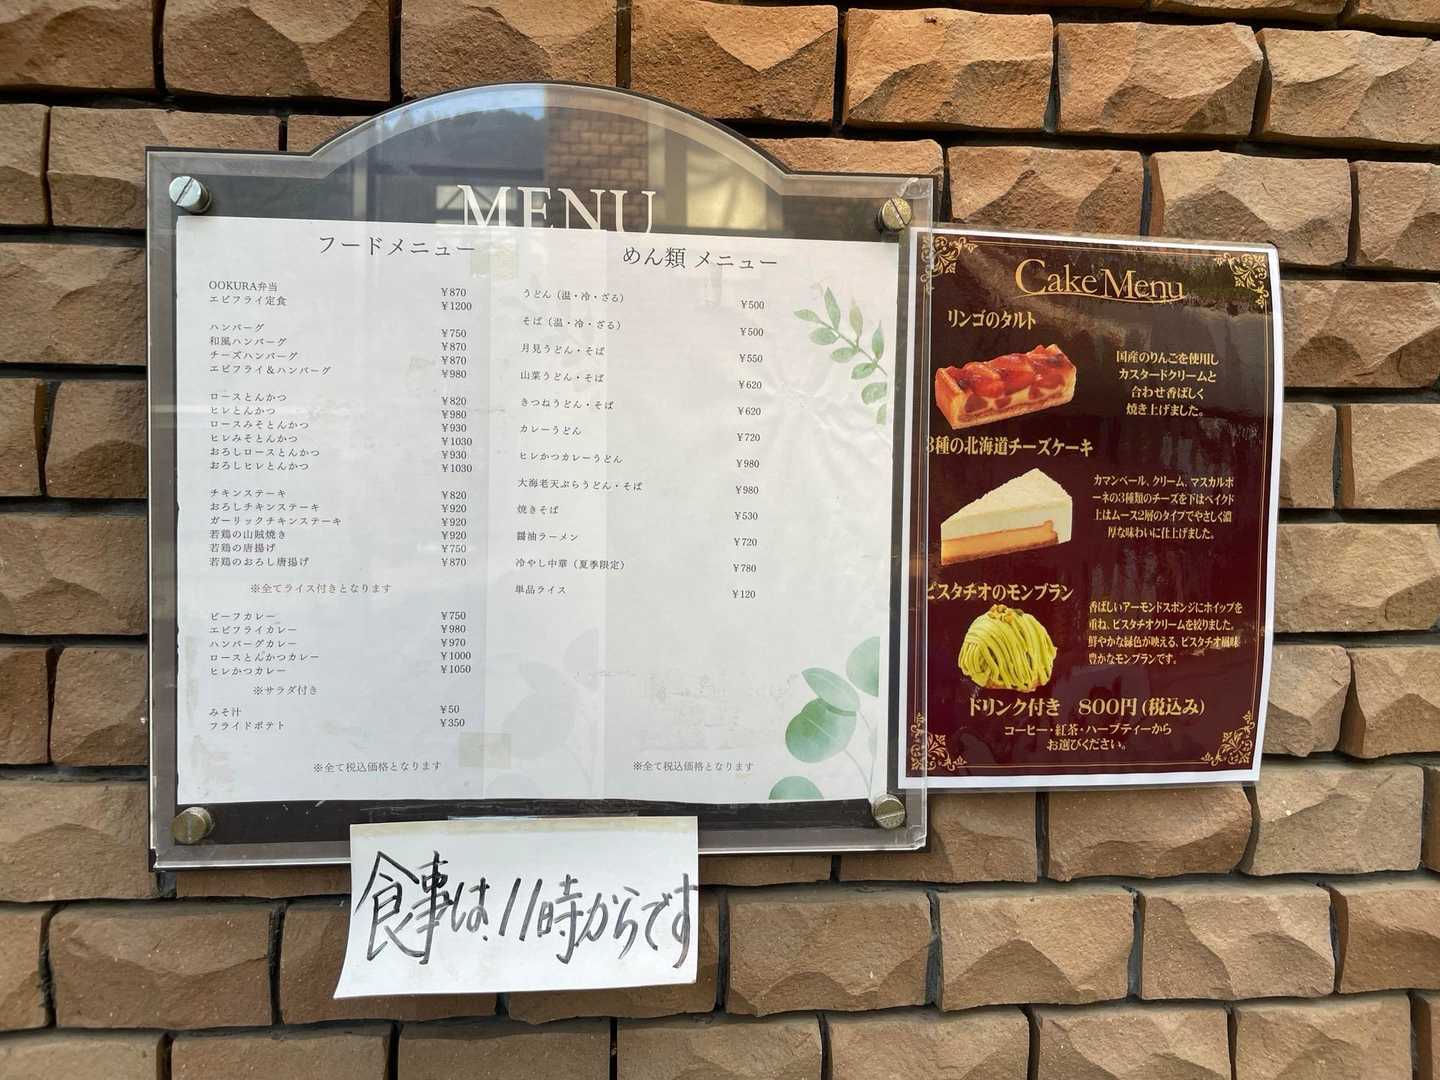 MENU
フードメニュー
OOKURA弁当 ¥870
エビフライ定食 ¥1200
ハンバーグ ¥750
和風ハンバーグ ¥870
チーズハンバーグ ¥870
エビフライ＆ハンバーグ ¥980
ロースとんかつ ¥820
ヒレとんかつ ¥980
ロースみそとんかつ ¥930
ヒレみそとんかつ ¥1030
おろしロースとんかつ ¥930
おろしヒレとんかつ ¥1030
チキンステーキ ¥820
おろしチキンステーキ ¥920
ガーリックチキンステーキ ¥920
若鶏の山賊焼き ¥920
若鶏の唐揚げ ¥750
若鶏のおろし唐揚げ ¥870
※全てライス付きとなります
ビーフカレー ¥750
エビフライカレー ¥980
ハンバーグカレー ¥970
ロースとんかつカレー ¥1000
ヒレかつカレー ¥1050
※サラダ付き
みそ汁 ¥50
フライドポテト ¥350
※全て税込価格となります
めん類 メニュー
うどん（温・冷・ざる） ¥500
そば（温・冷・ざる） ¥500
月見うどん・そば ¥550
山菜うどん・そば ¥620
きつねうどん・そば ¥620
カレーうどん ¥720
ヒレかつカレーうどん ¥980
大海老天ぷらうどん・そば ¥980
焼きそば ¥530
醤油ラーメン ¥720
冷やし中華（夏季限定） ¥780
単品ライス ¥120
※全て税込価格となります
Cake Menu
リンゴのタルト
国産のりんごを使用し
カスタードクリームと
合わせ香ばしく
焼き上げました。
3種の北海道チーズケーキ
カマンベール、クリーム、マスカルポ
ーネの3種類のチーズを下はベイクド
上はムース2層のタイプでやさしく濃
厚な味わいに仕上げました。
ピスタチオのモンブラン
香ばしいアーモンドスポンジにホイップを
重ね、ピスタチオクリームを絞りました。
鮮やかな緑色が映える、ピスタチオ風味
豊かなモンブランです。
ドリンク付き 800円(税込み)
コーヒー・紅茶・ハーブティーから
お選びください。
食事は、11時からです